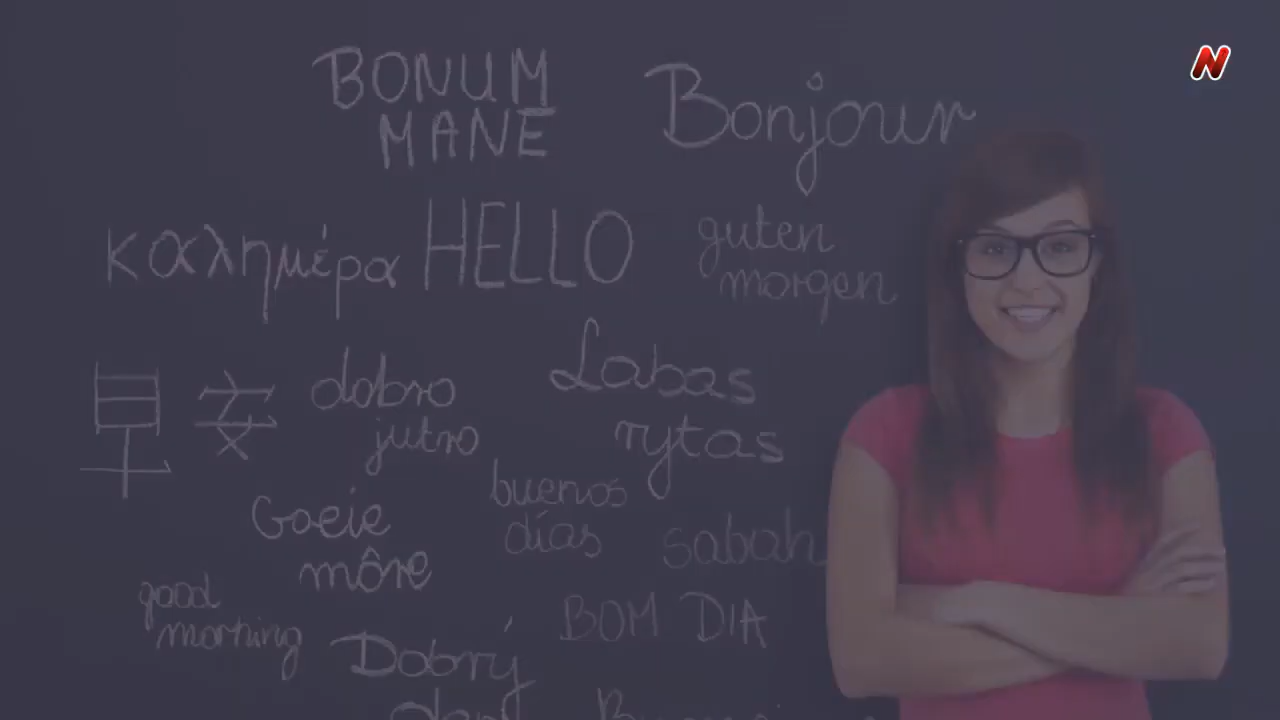 BONUM
MANE
Bonjour
καλημέρα
HELLO
guten
morgen
早安
dobro
jutro
Labas
rytas
Goeie
môre
buenos
días
sabah
good
morning
BOM DIA
Dobrý
N